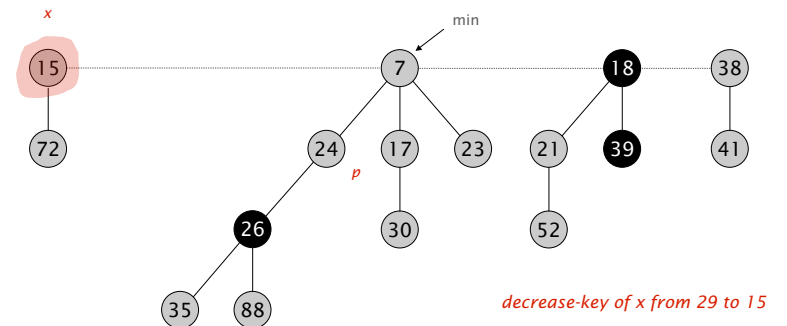 x
min
15 7 18 38
72 24 17 23 21 39 41
p
26 30 52
35 88
decrease-key of x from 29 to 15